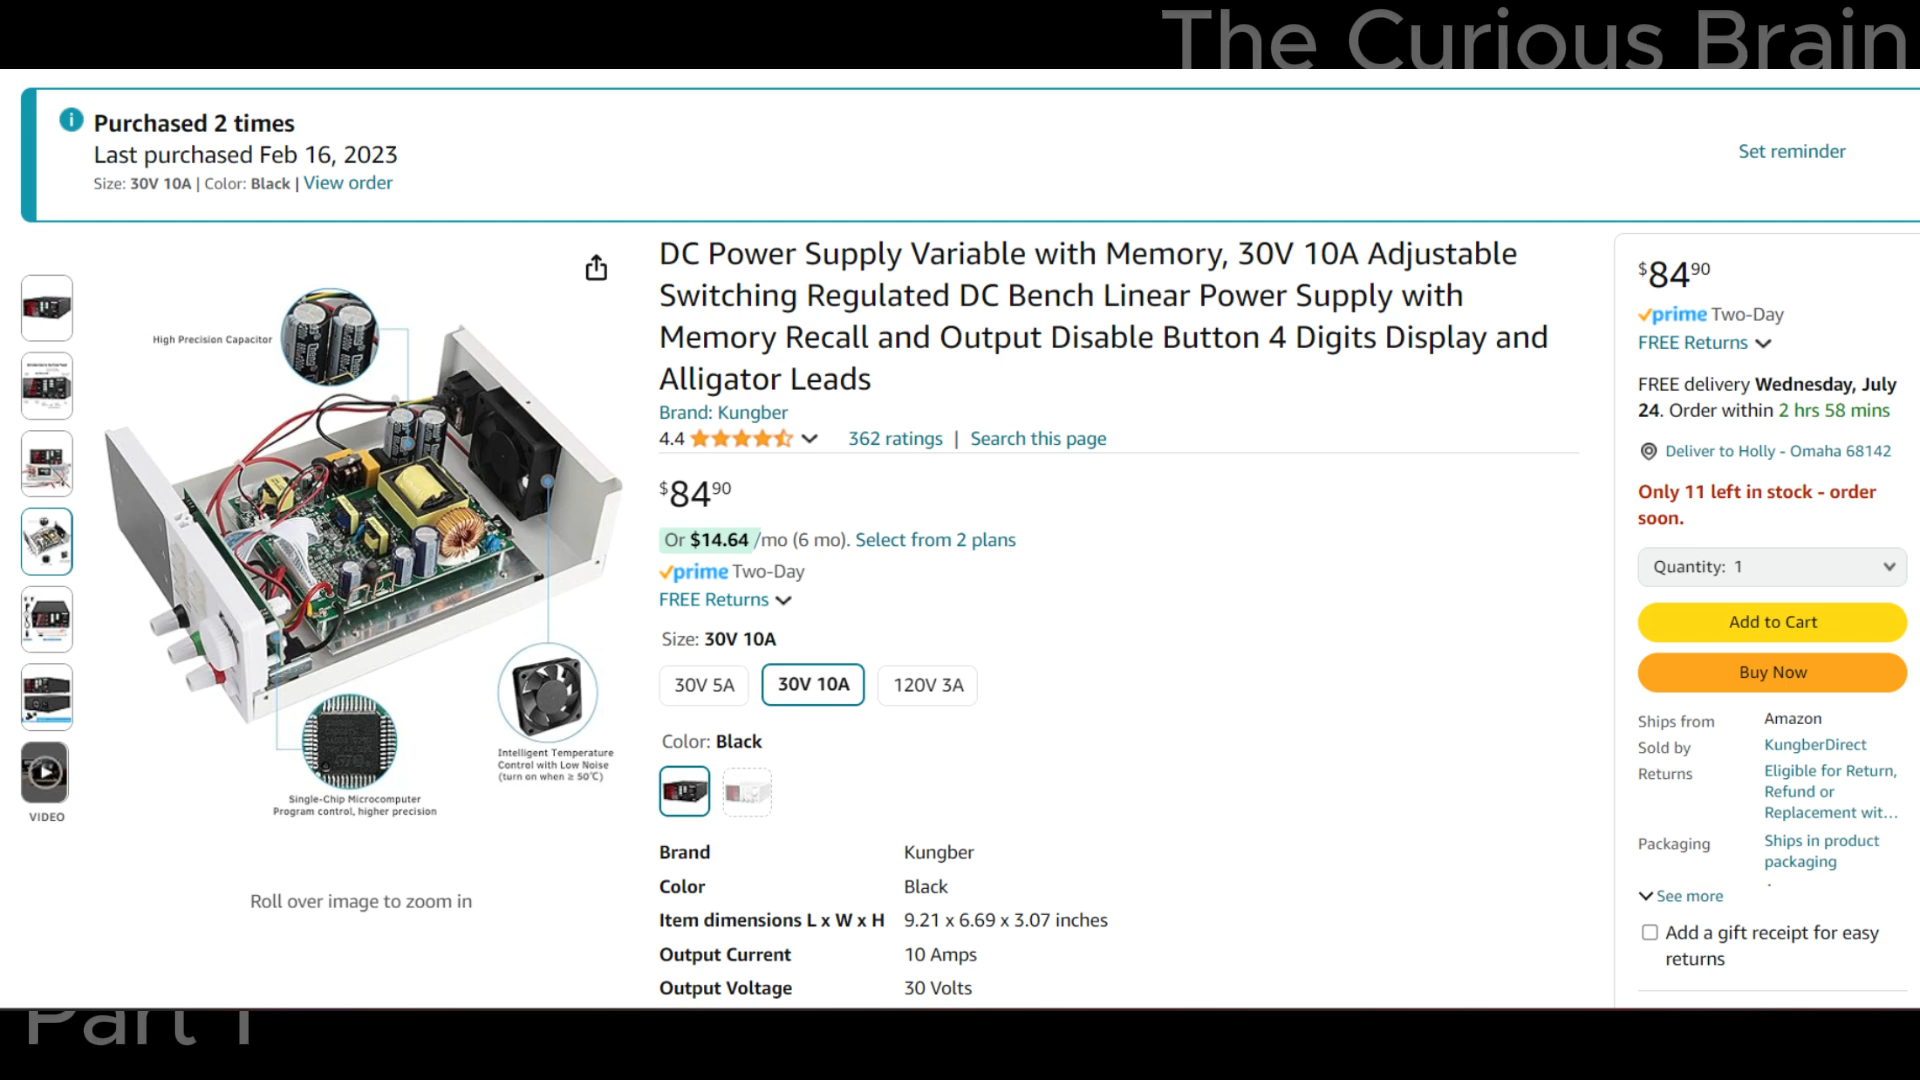 The Curious Brain
Purchased 2 times
Last purchased Feb 16, 2023
Size: 30V 10A | Color: Black | View order
Set reminder
High Precision Capacitor
Intelligent Temperature
Control with Low Noise
(turn on when ≥ 50℃)
Single-Chip Microcomputer
Program control, higher precision
VIDEO
Roll over image to zoom in
DC Power Supply Variable with Memory, 30V 10A Adjustable
Switching Regulated DC Bench Linear Power Supply with
Memory Recall and Output Disable Button 4 Digits Display and
Alligator Leads
Brand: Kungber
4.4
362 ratings | Search this page
$84.90
Or $14.64 /mo (6 mo). Select from 2 plans
prime Two-Day
FREE Returns
Size: 30V 10A
30V 5A
30V 10A
120V 3A
Color: Black
Brand Kungber
Color Black
Item dimensions L x W x H 9.21 x 6.69 x 3.07 inches
Output Current 10 Amps
Output Voltage 30 Volts
$84.90
prime Two-Day
FREE Returns
FREE delivery Wednesday, July
24. Order within 2 hrs 58 mins
Deliver to Holly - Omaha 68142
Only 11 left in stock - order
soon.
Quantity: 1
Add to Cart
Buy Now
Ships from Amazon
Sold by KungberDirect
Returns Eligible for Return,
Refund or
Replacement wit...
Packaging Ships in product
packaging
See more
Add a gift receipt for easy
returns
Part 1